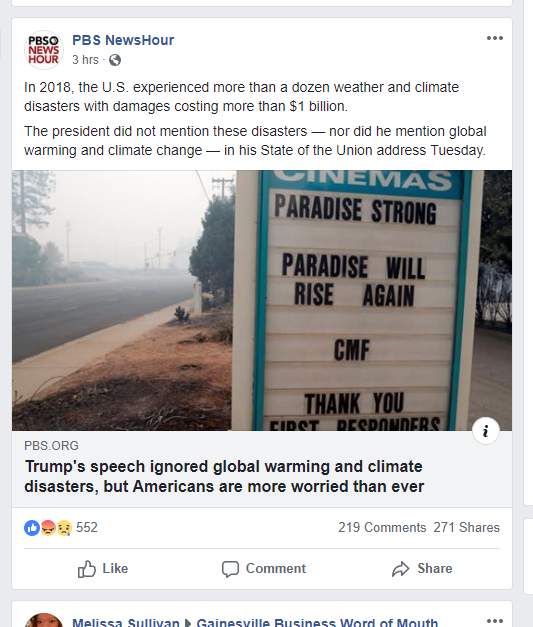 PBS
NEWS
HOUR
PBS NewsHour
3 hrs ·
In 2018, the U.S. experienced more than a dozen weather and climate
disasters with damages costing more than $1 billion.
The president did not mention these disasters — nor did he mention global
warming and climate change — in his State of the Union address Tuesday.
CINEMAS
PARADISE STRONG
PARADISE WILL
RISE AGAIN
CMF
THANK YOU
FIRST RESPONDERS
i
PBS.ORG
Trump's speech ignored global warming and climate
disasters, but Americans are more worried than ever
552
219 Comments 271 Shares
Like Comment Share
Melissa Sullivan Gainesville Business Word of Mouth